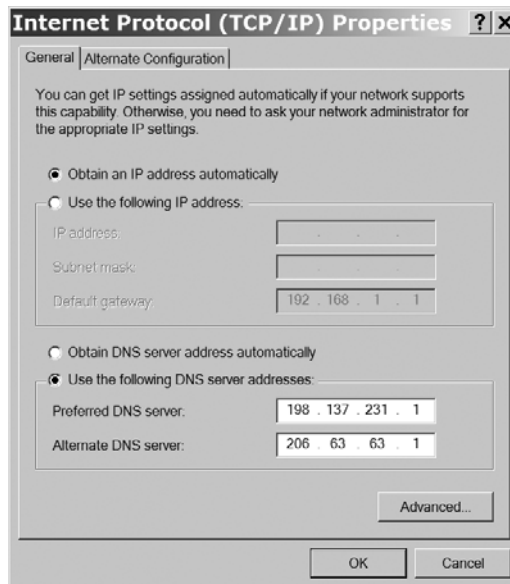 Internet Protocol (TCP/IP) Properties ? X
General Alternate Configuration
You can get IP settings assigned automatically if your network supports
this capability. Otherwise, you need to ask your network administrator for
the appropriate IP settings.
Obtain an IP address automatically
Use the following IP address:
IP address:
Subnet mask:
Default gateway: 192 . 168 . 1 . 1
Obtain DNS server address automatically
Use the following DNS server addresses:
Preferred DNS server: 198 . 137 . 231 . 1
Alternate DNS server: 206 . 63 . 63 . 1
Advanced...
OK Cancel